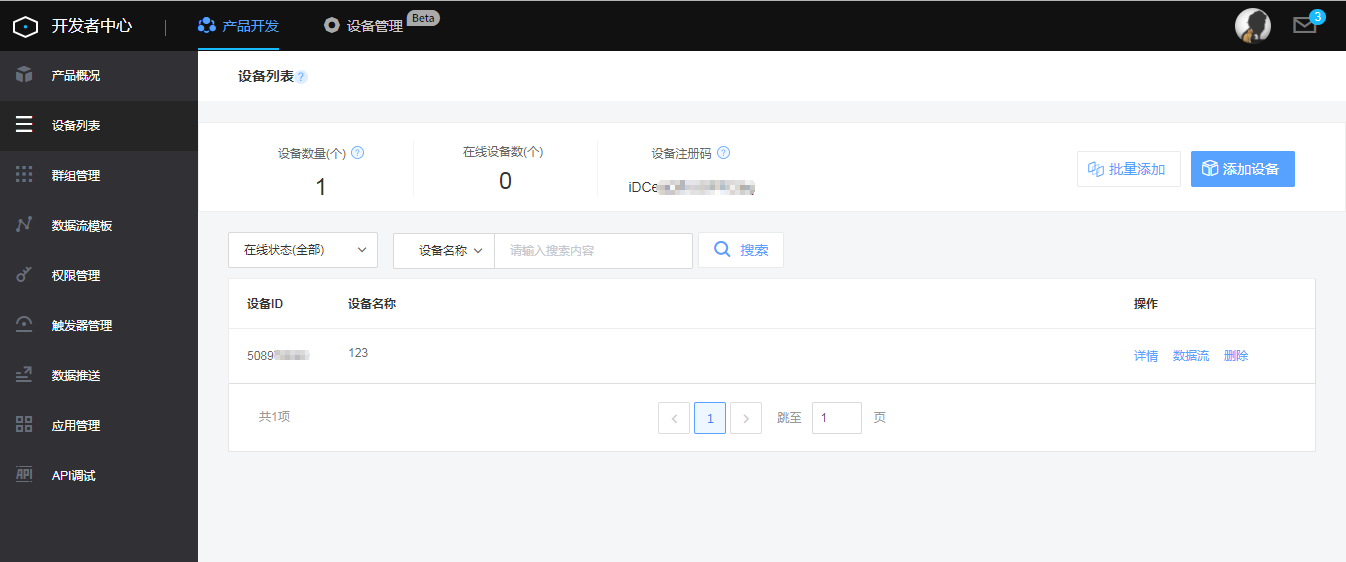 开发者中心 产品开发 设备管理 Beta 3
产品概况
设备列表
群组管理
数据流模板
权限管理
触发器管理
数据推送
应用管理
API API调试
设备列表 ?
设备数量(个) ? 在线设备数(个) 设备注册码 ?
1 0 iDCe
批量添加 添加设备
在线状态(全部) 设备名称 请输入搜索内容 搜索
设备ID 设备名称 操作
5089 123 详情 数据流 删除
共1项 < 1 > 跳至 1 页